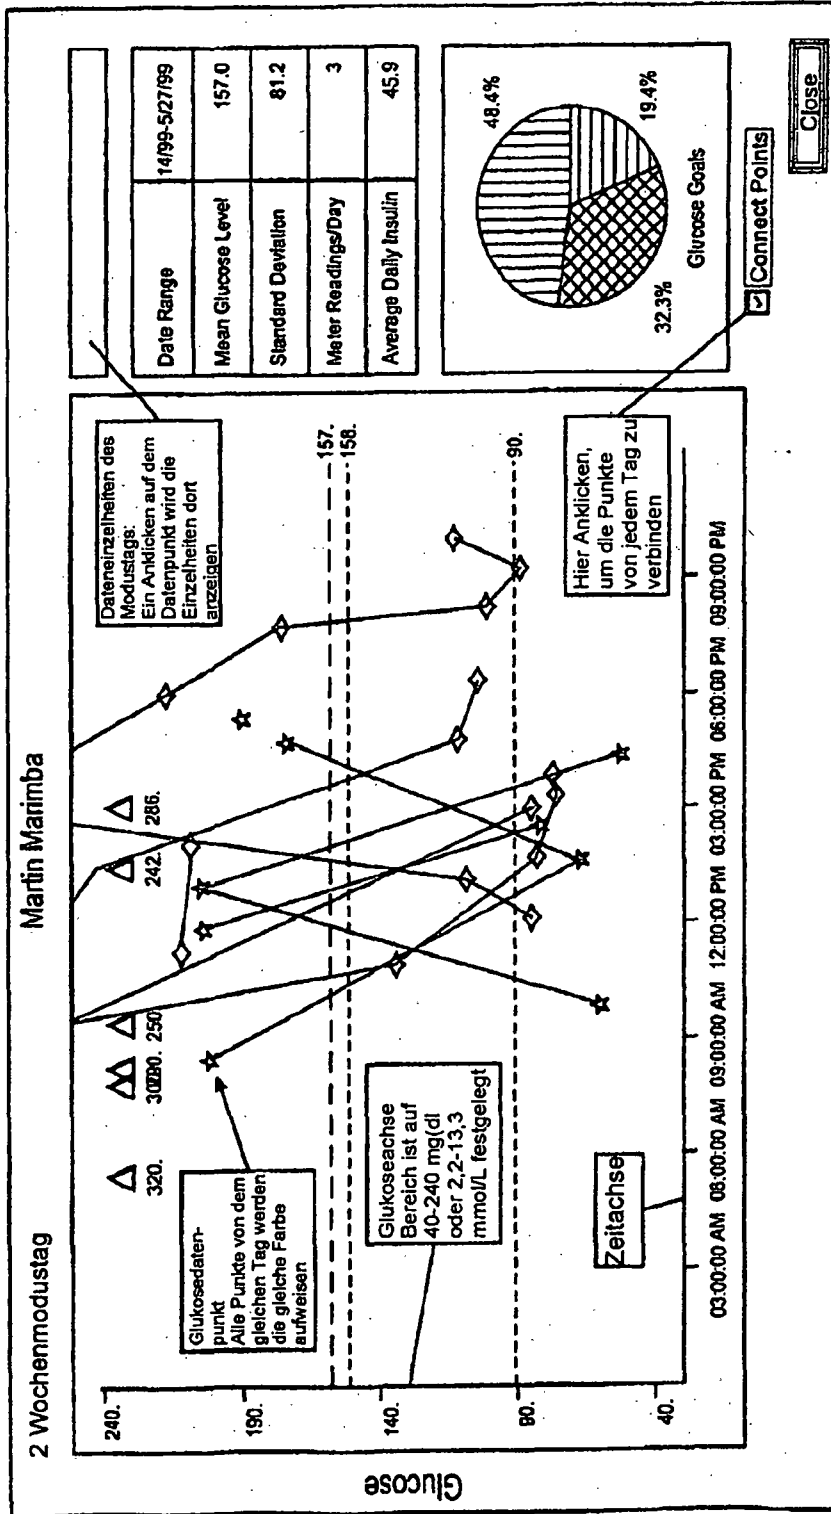 2 Wochenmodustag
Martin Marimba
Glucose
240.
190.
140.
90.
40.
320.
250
242.
286.
Dateneinzelheiten des
Modustags:
Ein Anklicken auf dem
Datenpunkt wird die
Einzelheiten dort
anzeigen
Glukosedaten-
punkt
Alle Punkte von dem
gleichen Tag werden
die gleiche Farbe
aufweisen
157.
158.
90.
Glukoseachse
Bereich ist auf
40-240 mg(dl
oder 2,2-13,3
mmol/L festgelegt
Hier Anklicken,
um die Punkte
von jedem Tag zu
verbinden
Zeitachse
03:00:00 AM 08:00:00 AM 09:00:00 AM 12:00:00 PM 03:00:00 PM 06:00:00 PM 09:00:00 PM
Date Range 14/99-5/27/99
Mean Glucose Level 157.0
Standard Deviation 81.2
Meter Readings/Day 3
Average Daily Insulin 45.9
48.4%
32.3%
19.4%
Glucose Goals
Connect Points
Close